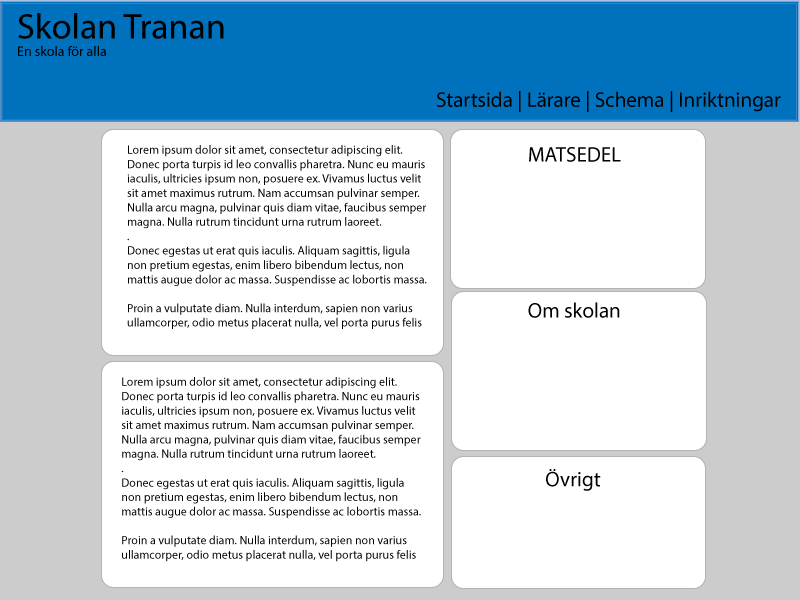 Skolan Tranan
En skola för alla
Startsida | Lärare | Schema | Inriktningar
Lorem ipsum dolor sit amet, consectetur adipiscing elit.
Donec porta turpis id leo convallis pharetra. Nunc eu mauris
iaculis, ultricies ipsum non, posuere ex. Vivamus luctus velit
sit amet maximus rutrum. Nam accumsan pulvinar semper.
Nulla arcu magna, pulvinar quis diam vitae, faucibus semper
magna. Nulla rutrum tincidunt urna rutrum laoreet.
.
Donec egestas ut erat quis iaculis. Aliquam sagittis, ligula
non pretium egestas, enim libero bibendum lectus, non
mattis augue dolor ac massa. Suspendisse ac lobortis massa.
Proin a vulputate diam. Nulla interdum, sapien non varius
ullamcorper, odio metus placerat nulla, vel porta purus felis
Lorem ipsum dolor sit amet, consectetur adipiscing elit.
Donec porta turpis id leo convallis pharetra. Nunc eu mauris
iaculis, ultricies ipsum non, posuere ex. Vivamus luctus velit
sit amet maximus rutrum. Nam accumsan pulvinar semper.
Nulla arcu magna, pulvinar quis diam vitae, faucibus semper
magna. Nulla rutrum tincidunt urna rutrum laoreet.
.
Donec egestas ut erat quis iaculis. Aliquam sagittis, ligula
non pretium egestas, enim libero bibendum lectus, non
mattis augue dolor ac massa. Suspendisse ac lobortis massa.
Proin a vulputate diam. Nulla interdum, sapien non varius
ullamcorper, odio metus placerat nulla, vel porta purus felis
MATSEDEL
Om skolan
Övrigt